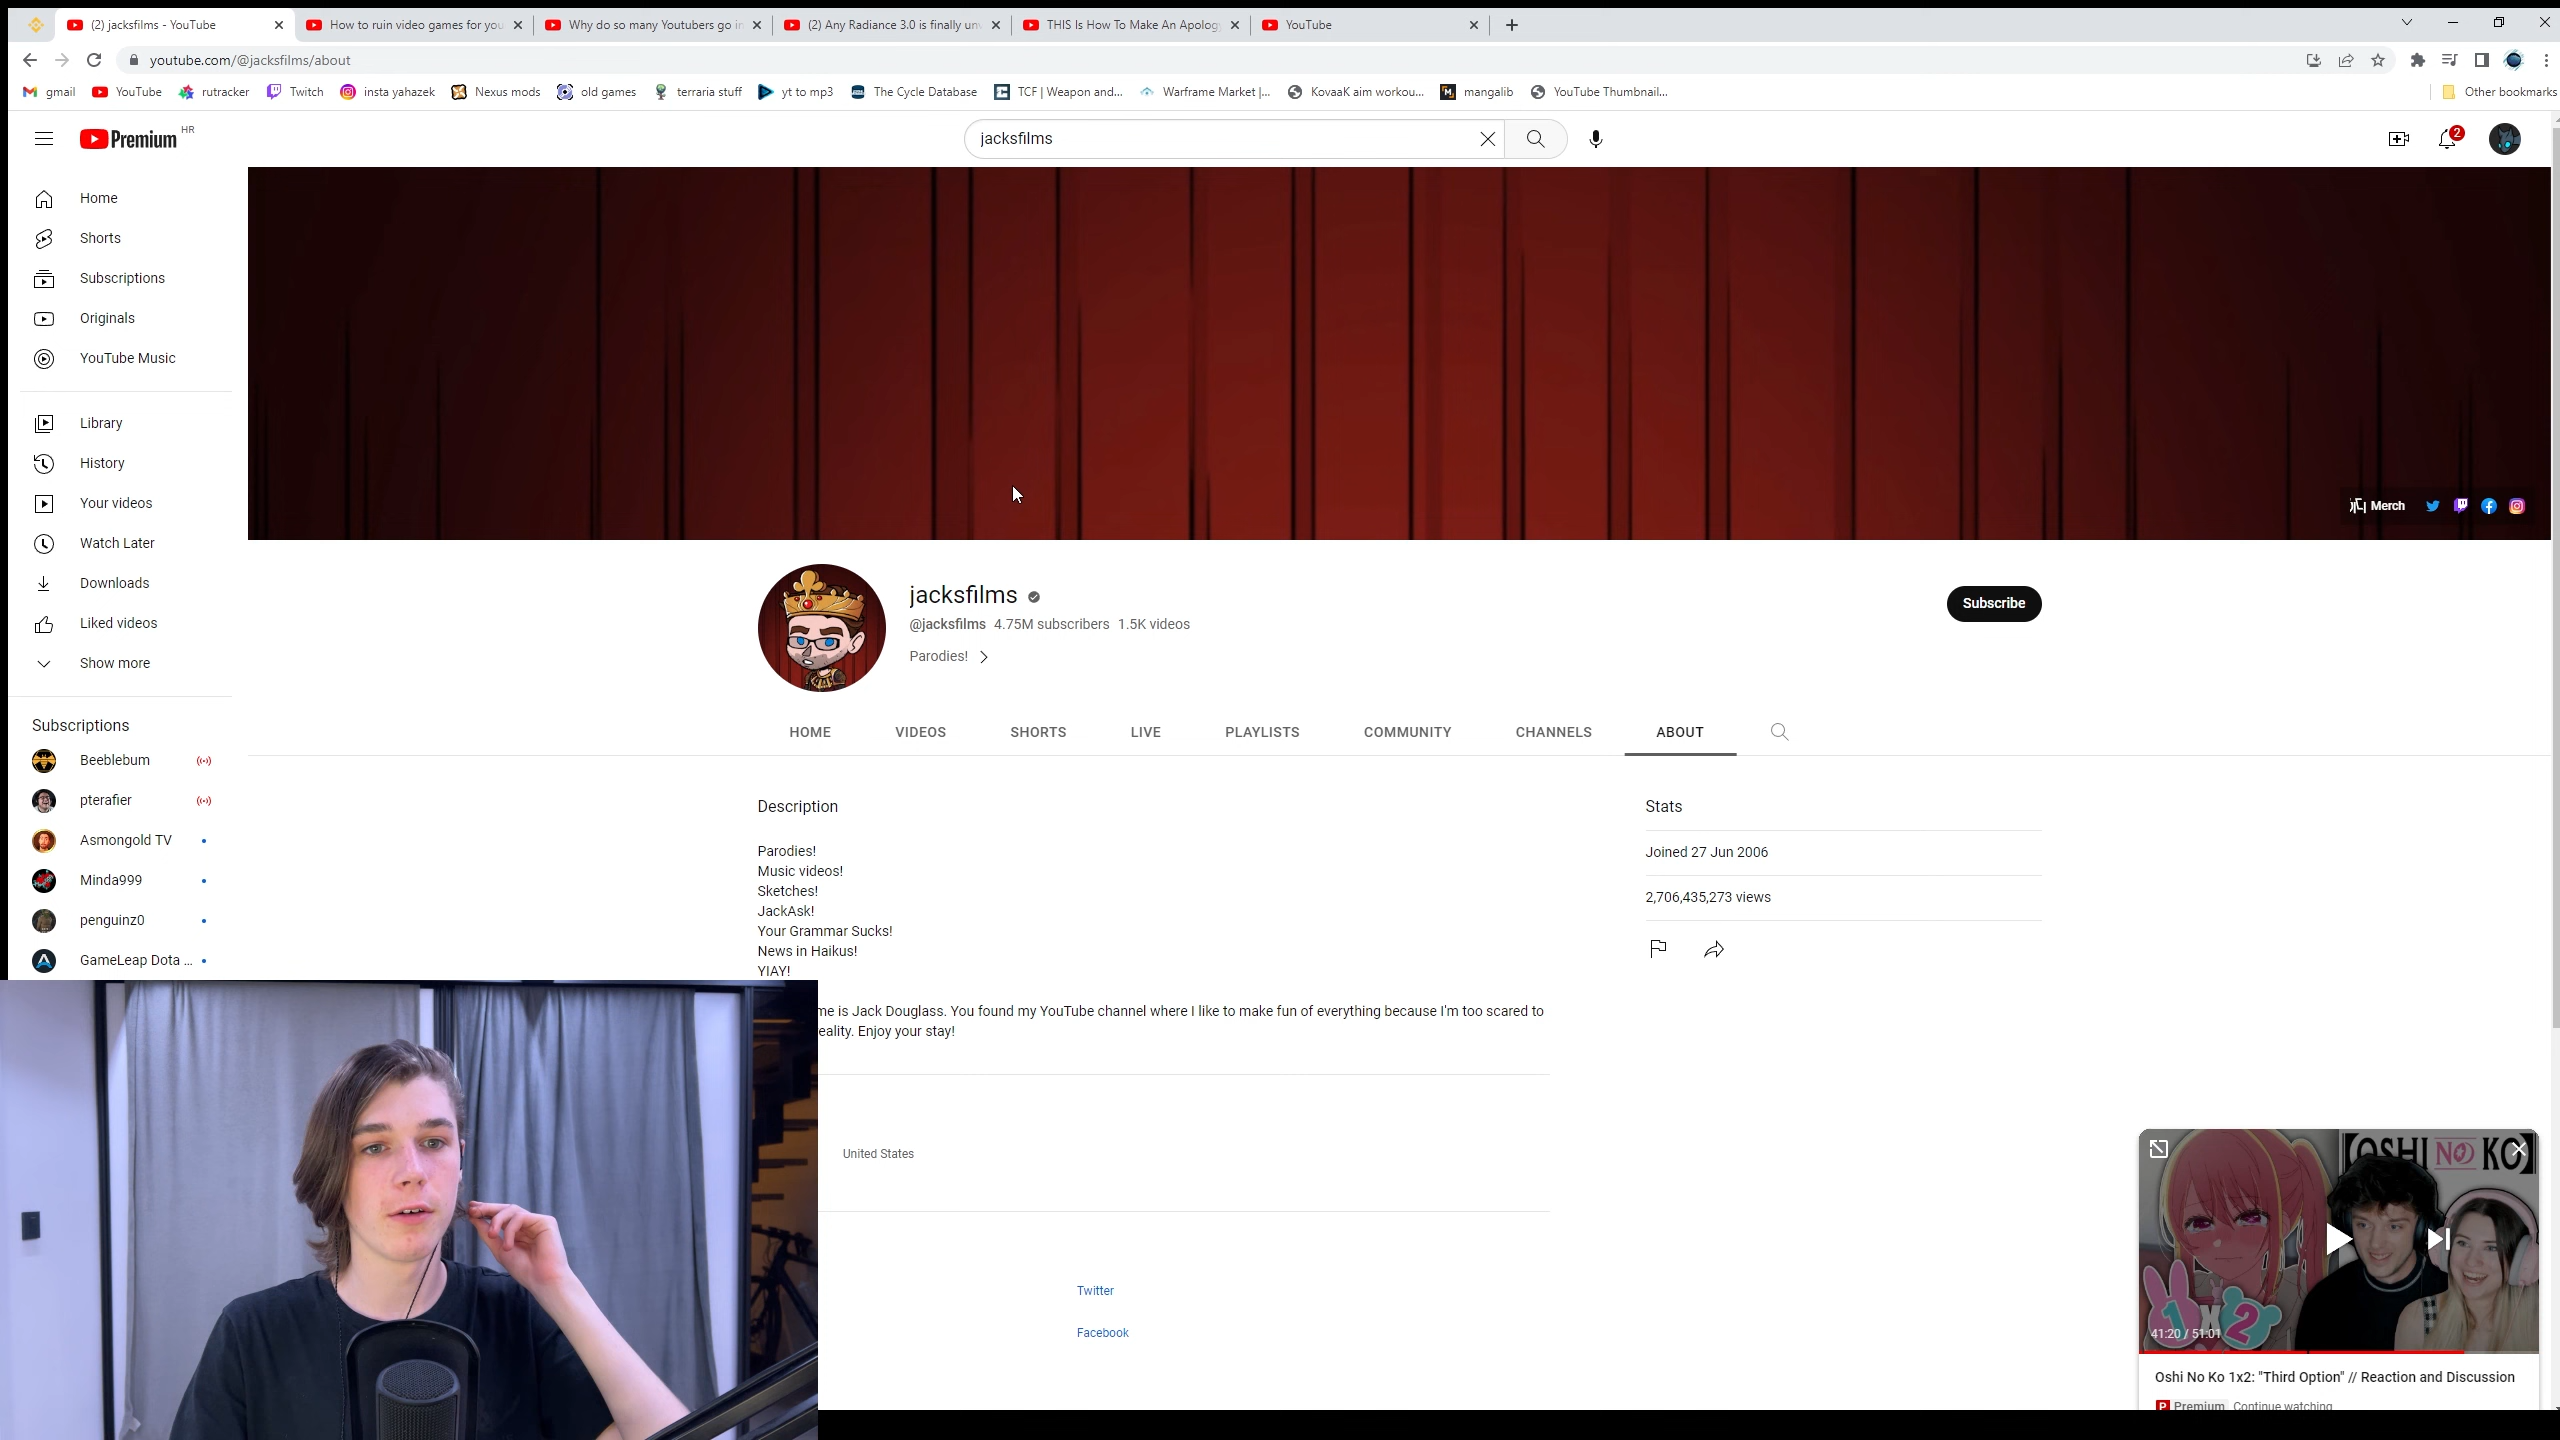 (2) jacksfilms - YouTube
How to ruin video games for you
Why do so many Youtubers go in
(2) Any Radiance 3.0 is finally un
THIS Is How To Make An Apology
YouTube
youtube.com/@jacksfilms/about
gmail
YouTube
rutracker
Twitch
insta yahazek
Nexus mods
old games
terraria stuff
yt to mp3
The Cycle Database
TCF | Weapon and...
Warframe Market |...
KovaaK aim workou...
mangalib
YouTube Thumbnail...
Other bookmarks
Premium HR
jacksfilms
2
Home
Shorts
Subscriptions
Originals
YouTube Music
Library
History
Your videos
Watch Later
Downloads
Liked videos
Show more
Subscriptions
Beeblebum
pterafier
Asmongold TV
Minda999
penguinz0
GameLeap Dota ...
Merch
jacksfilms
@jacksfilms 4.75M subscribers 1.5K videos
Parodies!
Subscribe
HOME
VIDEOS
SHORTS
LIVE
PLAYLISTS
COMMUNITY
CHANNELS
ABOUT
Description
Parodies!
Music videos!
Sketches!
JackAsk!
Your Grammar Sucks!
News in Haikus!
YIAY!
me is Jack Douglass. You found my YouTube channel where I like to make fun of everything because I'm too scared to
eality. Enjoy your stay!
United States
Twitter
Facebook
Stats
Joined 27 Jun 2006
2,706,435,273 views
OSHI NO KO
1x2
41:20 / 51:01
Oshi No Ko 1x2: "Third Option" // Reaction and Discussion
Premium Continue watching